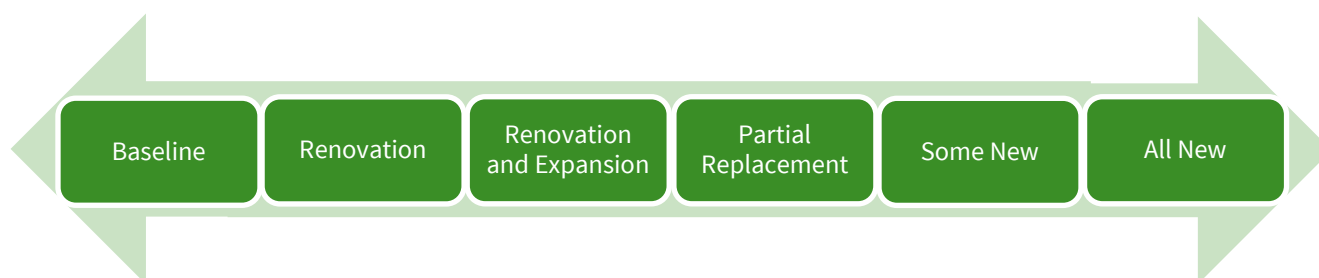 Baseline
Renovation
Renovation
and Expansion
Partial
Replacement
Some New
All New